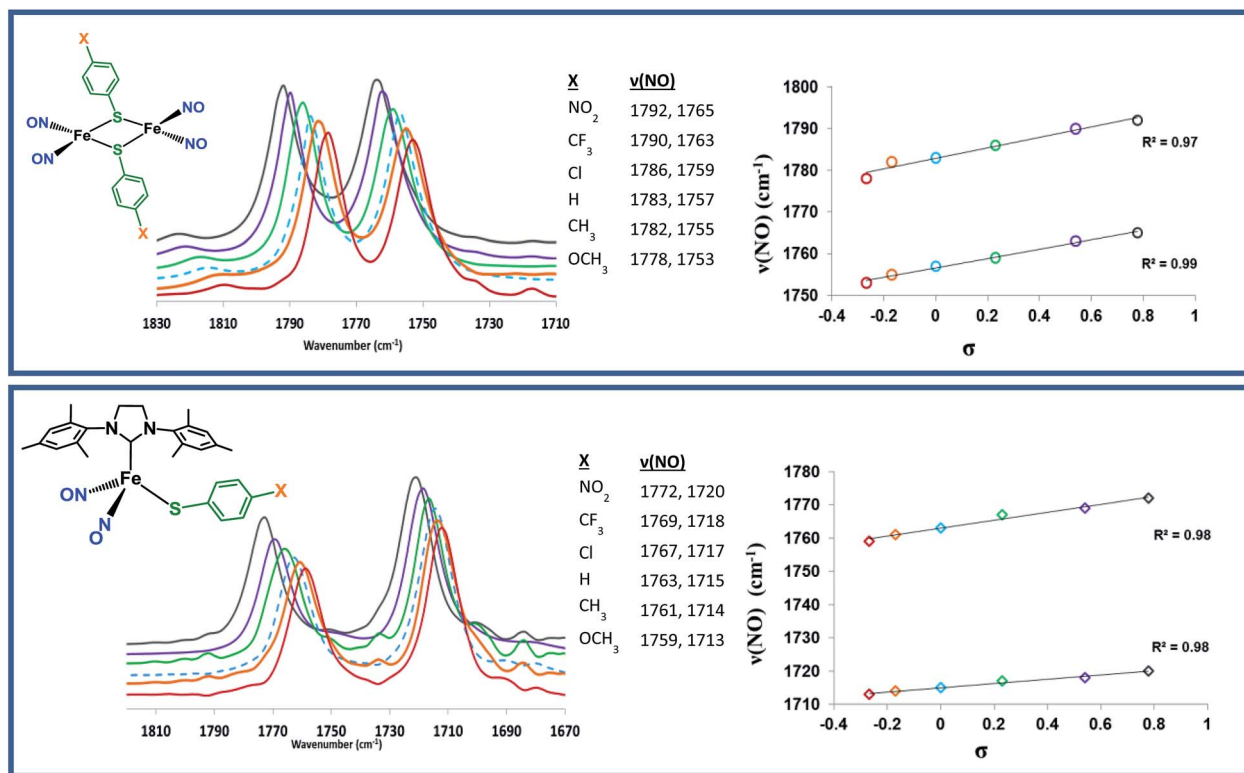 X
ON
ON
Fe
S
S
Fe
NO
NO
X
X ν(NO)
NO₂ 1792, 1765
CF₃ 1790, 1763
Cl 1786, 1759
H 1783, 1757
CH₃ 1782, 1755
OCH₃ 1778, 1753
1830 1810 1790 1770 1750 1730 1710
Wavenumber (cm⁻¹)
ν(NO) (cm⁻¹)
1800
1790
1780
1770
1760
1750
R² = 0.97
R² = 0.99
-0.4 -0.2 0 0.2 0.4 0.6 0.8 1
σ
N N
Fe
ON
N
O
S
X
X ν(NO)
NO₂ 1772, 1720
CF₃ 1769, 1718
Cl 1767, 1717
H 1763, 1715
CH₃ 1761, 1714
OCH₃ 1759, 1713
1810 1790 1770 1750 1730 1710 1690 1670
Wavenumber (cm⁻¹)
ν(NO) (cm⁻¹)
1780
1770
1760
1750
1740
1730
1720
1710
R² = 0.98
R² = 0.98
-0.4 -0.2 0 0.2 0.4 0.6 0.8 1
σ